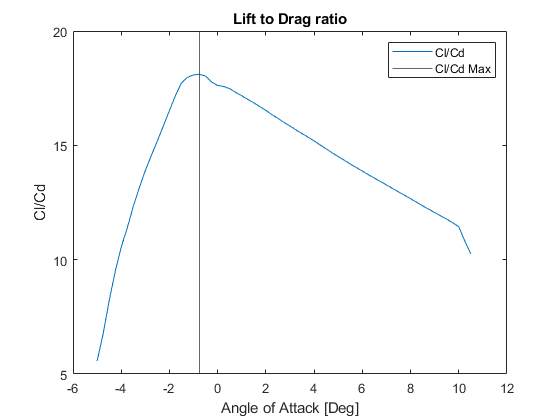 Lift to Drag ratio
20
Cl/Cd
Cl/Cd Max
15
Cl/Cd
10
5
-6 -4 -2 0 2 4 6 8 10 12
Angle of Attack [Deg]